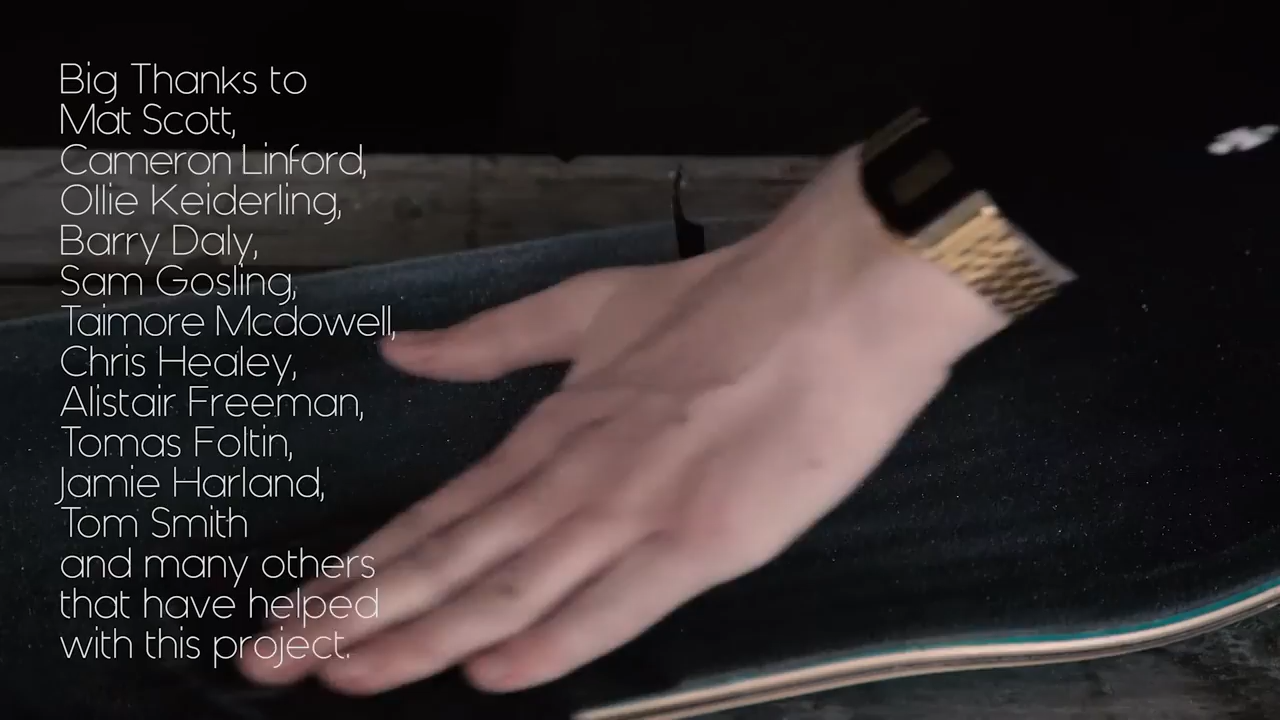 Big Thanks to
Mat Scott,
Cameron Linford,
Ollie Keiderling,
Barry Daly,
Sam Gosling,
Taimore Mcdowell,
Chris Healey,
Alistair Freeman,
Tomas Foltin,
Jamie Harland,
Tom Smith
and many others
that have helped
with this project.